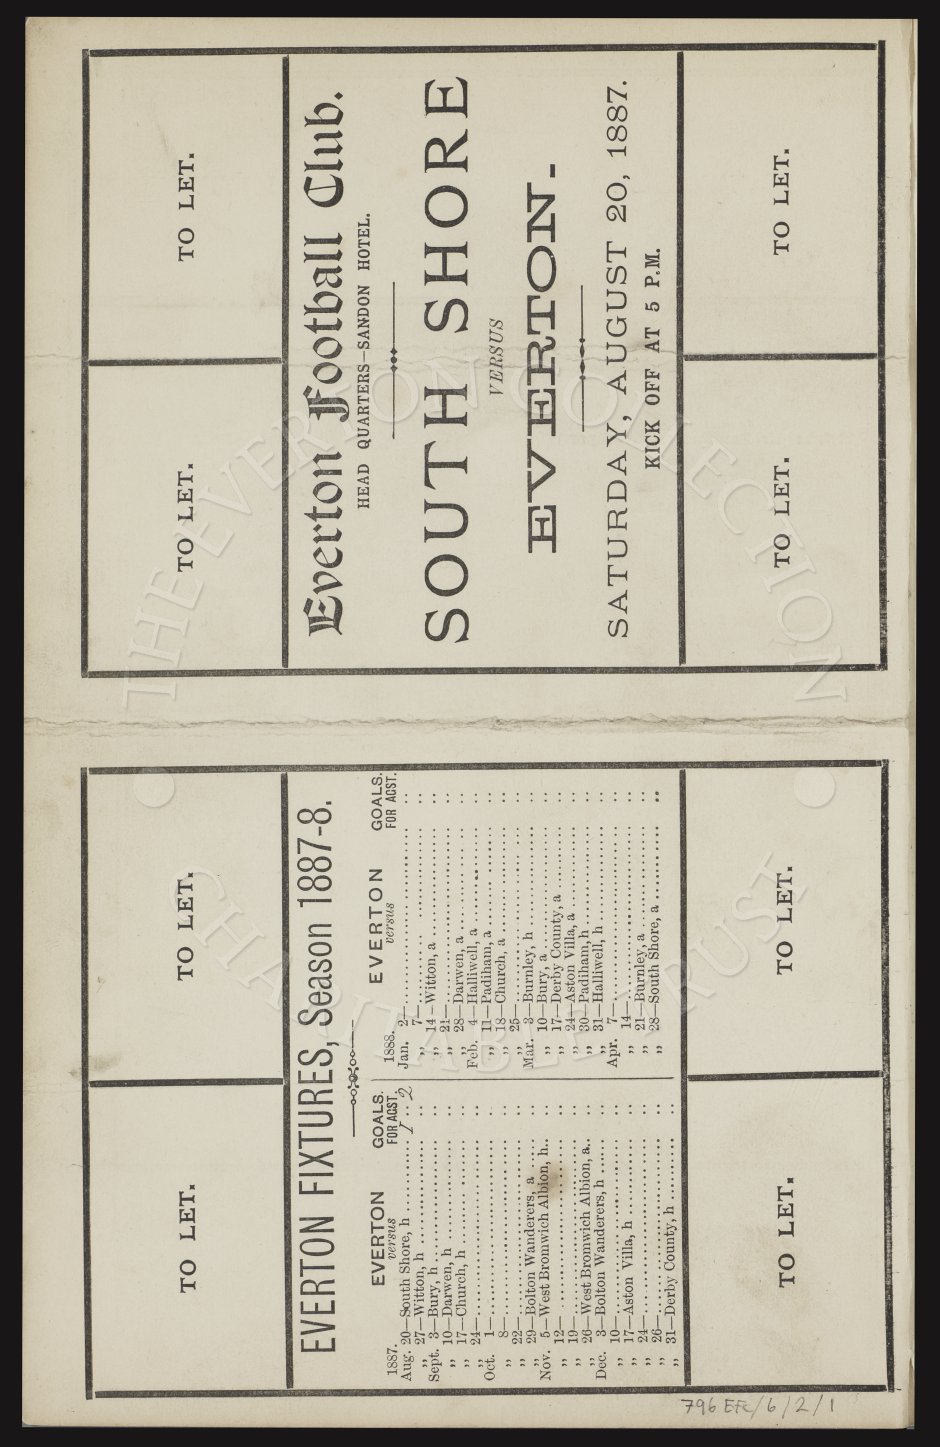 TO LET.
TO LET.
Everton Football Club.
HEAD QUARTERS—SANDON HOTEL.
SOUTH SHORE
VERSUS
EVERTON.
SATURDAY, AUGUST 20, 1887.
KICK OFF AT 5 P.M.
TO LET.
TO LET.
TO LET.
TO LET.
EVERTON FIXTURES, Season 1887-8.
EVERTON GOALS.
versus FOR AGST.
1887.
Aug. 20—South Shore, h .............. 1 .. 2
„ 27—Witton, h .............. ..
Sept. 3—Bury, h .............. ..
„ 10—Darwen, h .............. ..
„ 17—Church, h .............. ..
„ 24—.............. ..
Oct. 1—.............. ..
„ 8—.............. ..
„ 22—.............. ..
„ 29—Bolton Wanderers, a .... ..
Nov. 5—West Bromwich Albion, h.. ..
„ 12—.............. ..
„ 19—.............. ..
„ 26—West Bromwich Albion, a.. ..
Dec. 3—Bolton Wanderers, h ...... ..
„ 10—.............. ..
„ 17—Aston Villa, h .............. ..
„ 24—.............. ..
„ 26—.............. ..
„ 31—Derby County, h .......... ..
EVERTON GOALS.
versus FOR AGST.
1888.
Jan. 2—.............. ..
„ 7—.............. ..
„ 14—Witton, a .............. ..
„ 21—.............. ..
„ 28—Darwen, a .............. ..
Feb. 4—Halliwell, a .............. ..
„ 11—Padiham, a .............. ..
„ 18—Church, a .............. ..
„ 25—.............. ..
Mar. 3—Burnley, h .............. ..
„ 10—Bury, a .............. ..
„ 17—Derby County, a .......... ..
„ 24—Aston Villa, a .............. ..
„ 30—Padiham, h .............. ..
„ 31—Halliwell, h .............. ..
Apr. 7—.............. ..
„ 14—.............. ..
„ 21—Burnley, a .............. ..
„ 28—South Shore, a .......... ..
TO LET.
TO LET.
796 EFC/6/2/1
THE EVERTON COLLECTION
CHARITABLE TRUST